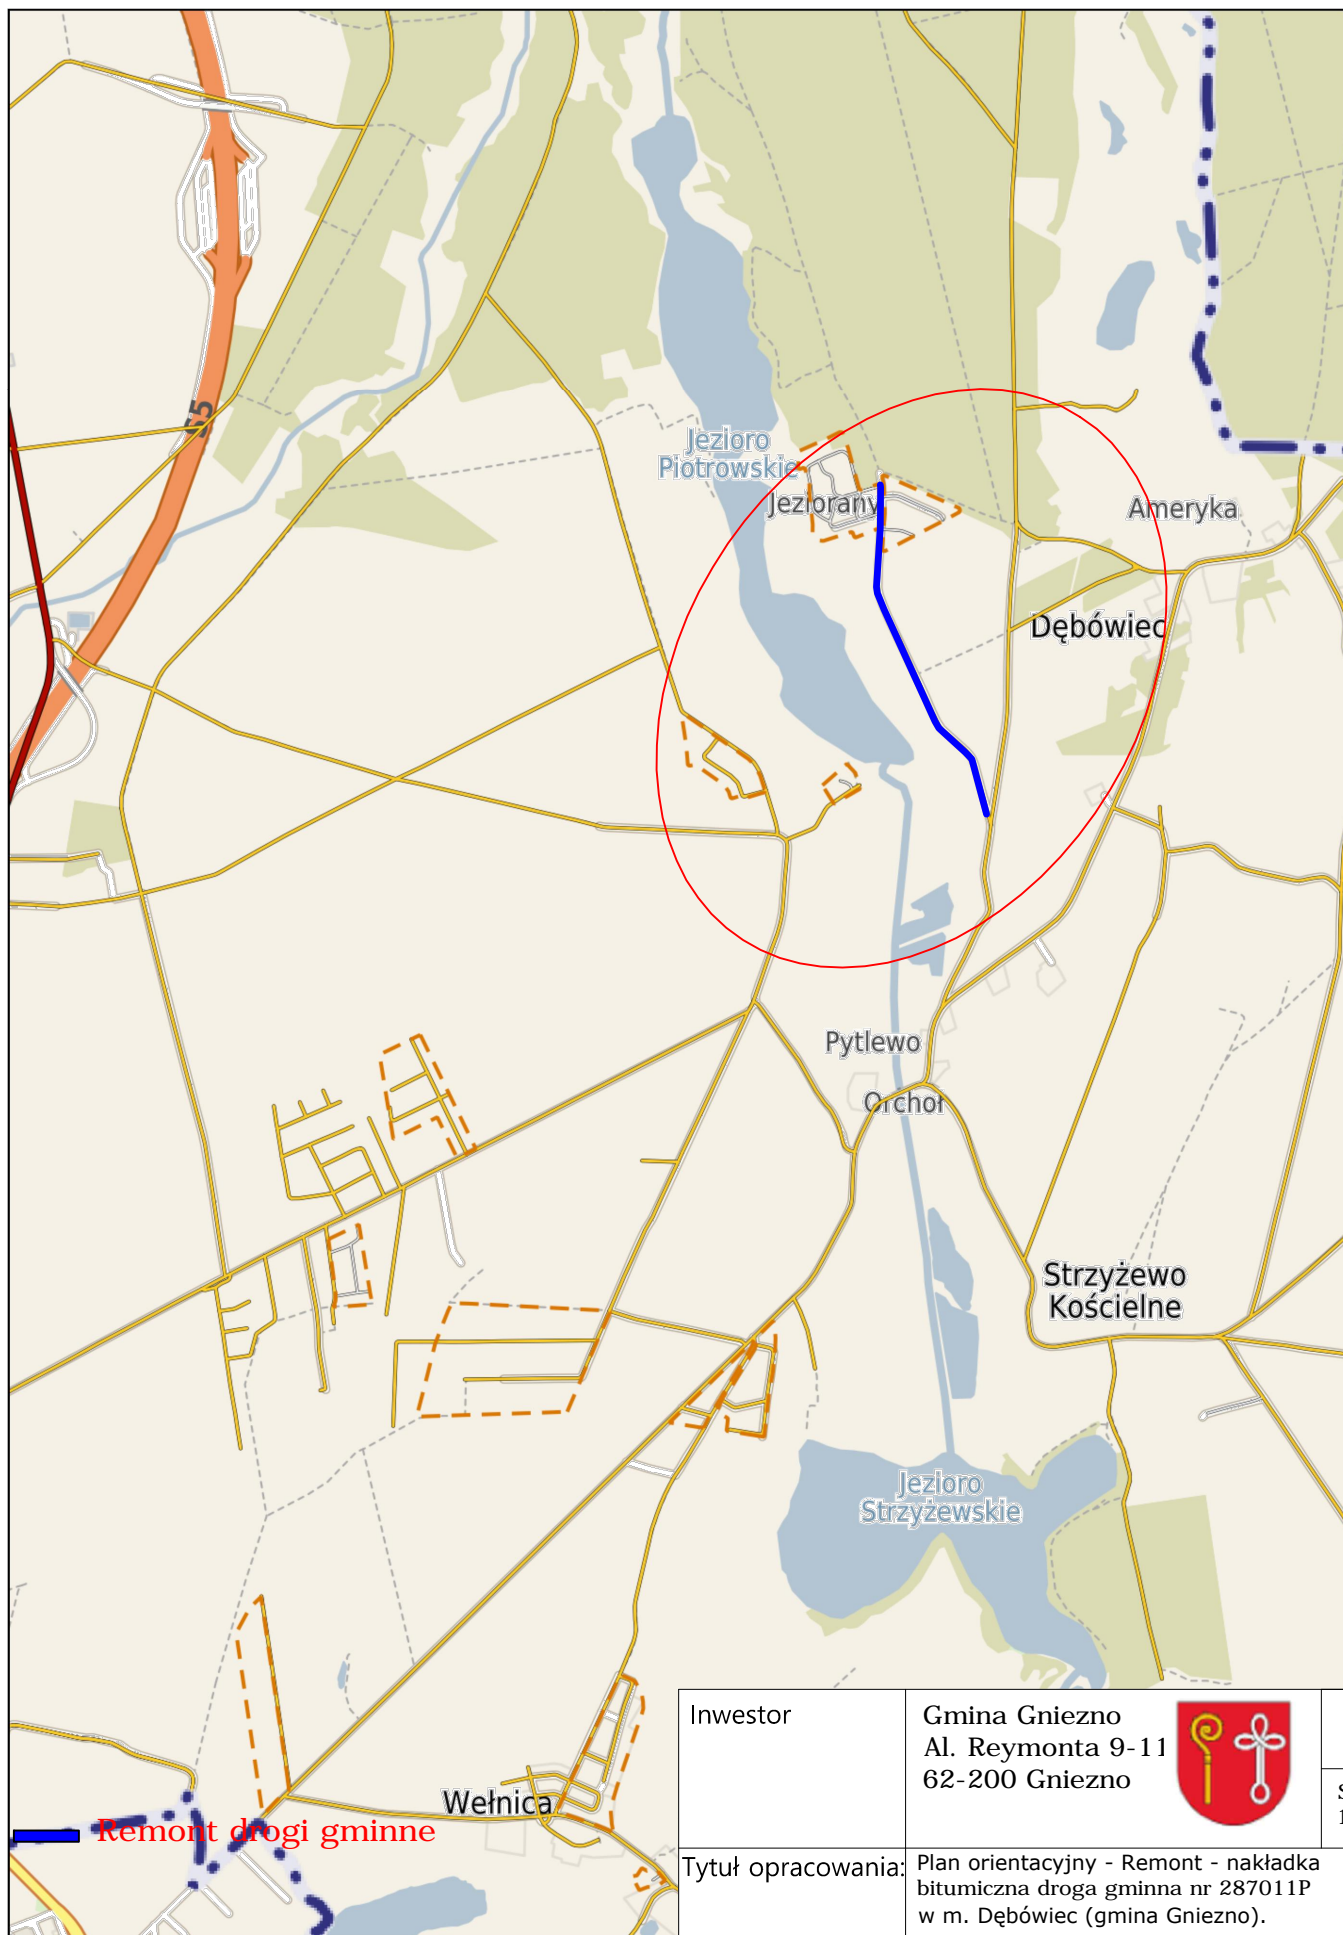 S5
Jezioro
Piotrowskie
Jeziorany
Ameryka
Dębówiec
Pytlewo
Orchoł
Strzyżewo
Kościelne
Jezioro
Strzyżewskie
Wełnica
Remont drogi gminne
Inwestor
Gmina Gniezno
Al. Reymonta 9-11
62-200 Gniezno
S
1
Tytuł opracowania:
Plan orientacyjny - Remont - nakładka
bitumiczna droga gminna nr 287011P
w m. Dębówiec (gmina Gniezno).